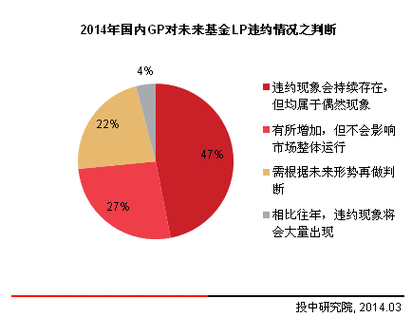 2014年国内GP对未来基金LP违约情况之判断
4%
22%
47%
27%
违约现象会持续存在，
但均属于偶然现象
有所增加，但不会影响
市场整体运行
需根据未来形势再做判
断
相比往年，违约现象将
会大量出现
投中研究院, 2014.03